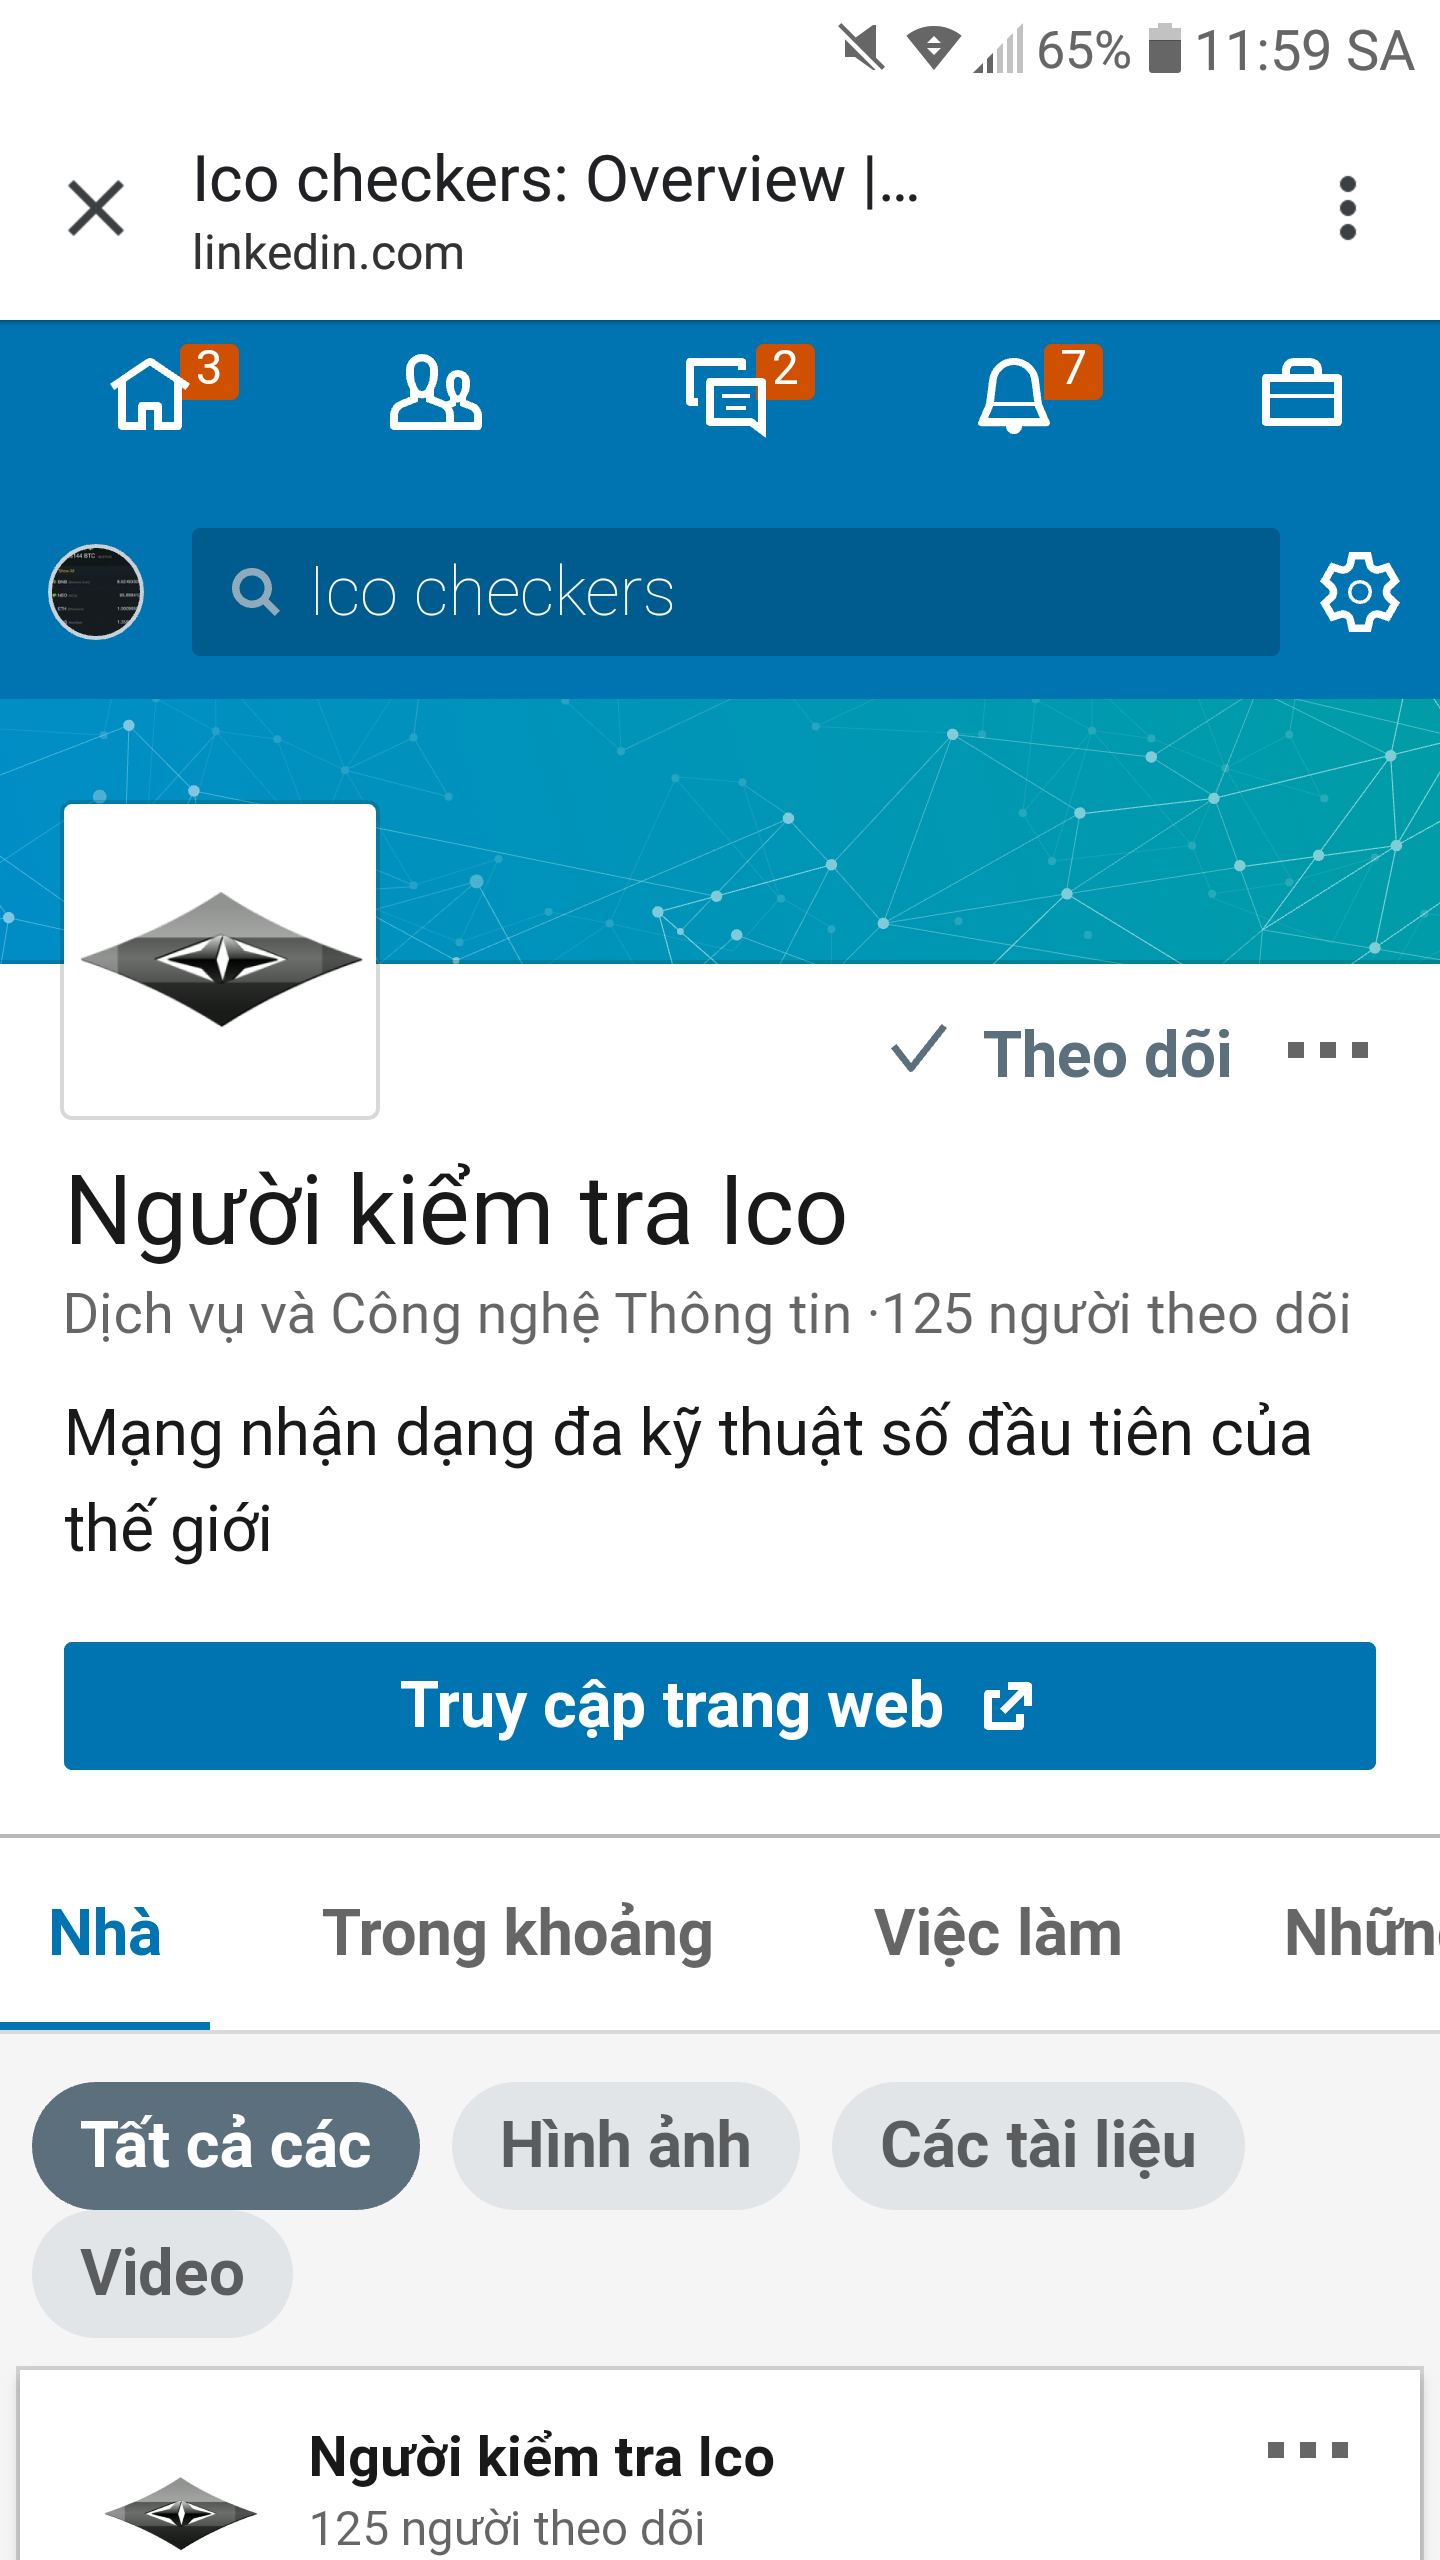 65% 11:59 SA
Ico checkers: Overview |...
linkedin.com
3 2 7
Ico checkers
Theo dõi
Người kiểm tra Ico
Dịch vụ và Công nghệ Thông tin ·125 người theo dõi
Mạng nhận dạng đa kỹ thuật số đầu tiên của
thế giới
Truy cập trang web
Nhà Trong khoảng Việc làm
Tất cả các Hình ảnh Các tài liệu
Video
Người kiểm tra Ico
125 người theo dõi